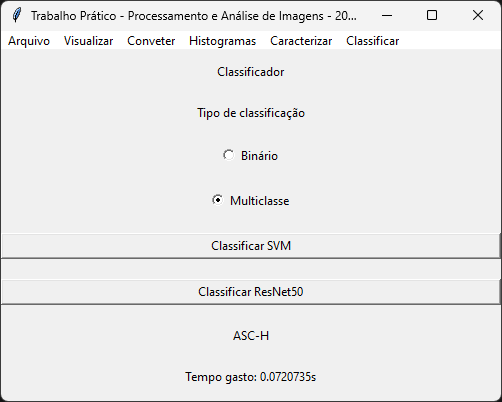 Trabalho Prático - Processamento e Análise de Imagens - 20...
Arquivo Visualizar Conveter Histogramas Caracterizar Classificar
Classificador
Tipo de classificação
Binário
Multiclasse
Classificar SVM
Classificar ResNet50
ASC-H
Tempo gasto: 0.0720735s